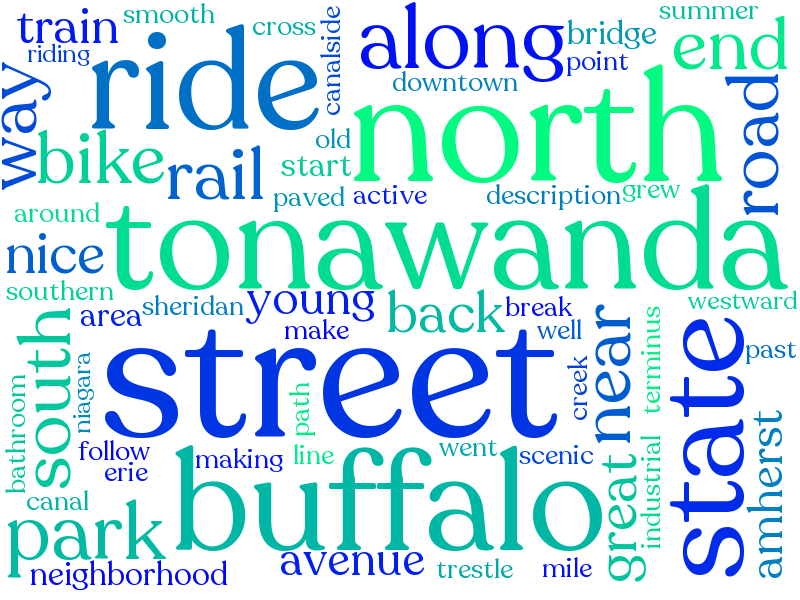 train
smooth
cross
canalside
along
bridge
summer
riding
ride
point
end
way
downtown
north
road
bike
rail
old
start
paved
active
description
grew
around
tonawanda
nice
southern
area
sheridan
young
back
break
westward
make
well
south
street
near
terminus
state
past
niagara
path
creek
bathroom
follow
erie
making
line
went
scenic
amherst
canal
buffalo
great
industrial
park
neighborhood
avenue
trestle
mile